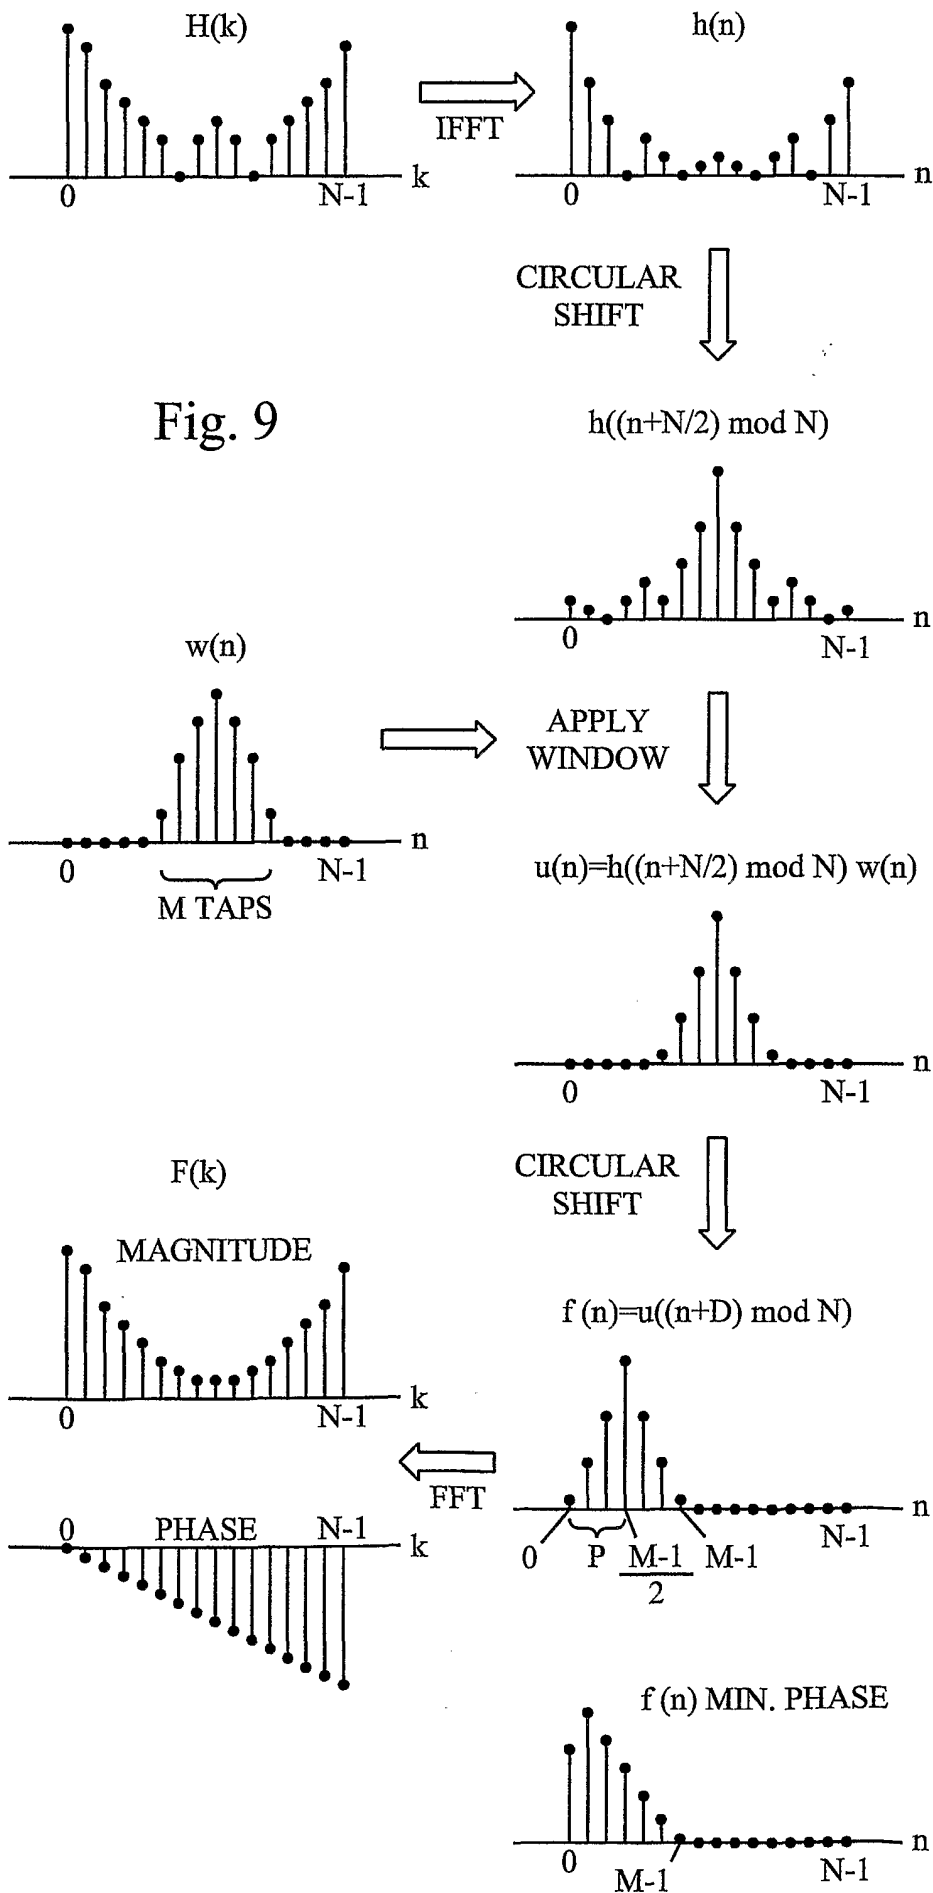 H(k)
h(n)
IFFT
k
n
0
N-1
0
N-1
CIRCULAR
SHIFT
Fig. 9
h((n+N/2) mod N)
n
0
N-1
w(n)
APPLY
WINDOW
n
0
N-1
M TAPS
u(n)=h((n+N/2) mod N) w(n)
n
0
N-1
CIRCULAR
SHIFT
F(k)
MAGNITUDE
f (n)=u((n+D) mod N)
k
0
N-1
FFT
n
0
P
M-1
2
M-1
N-1
0
PHASE
N-1
k
f (n) MIN. PHASE
n
0
M-1
N-1